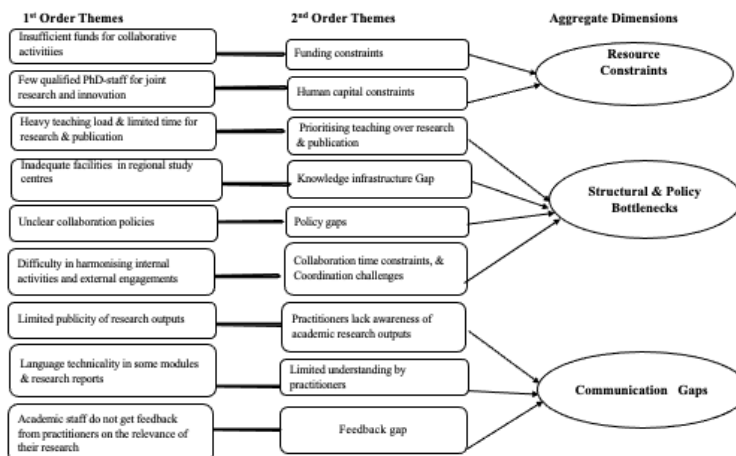 1st Order Themes
2nd Order Themes
Aggregate Dimensions
Insufficient funds for collaborative
activitiies
Funding constraints
Resource
Constraints
Few qualified PhD-staff for joint
research and innovation
Human capital constraints
Heavy teaching load & limited time for
research & publication
Prioritising teaching over research
& publication
Inadequate facilities in regional study
centres
Knowledge infrastructure Gap
Structural & Policy
Bottlenecks
Unclear collaboration policies
Policy gaps
Difficulty in harmonising internal
activities and external engagements
Collaboration time constraints, &
Coordination challenges
Limited publicity of research outputs
Practitioners lack awareness of
academic research outputs
Language technicality in some modules
& research reports
Limited understanding by
practitioners
Communication Gaps
Academic staff do not get feedback
from practitioners on the relevance of
their research
Feedback gap